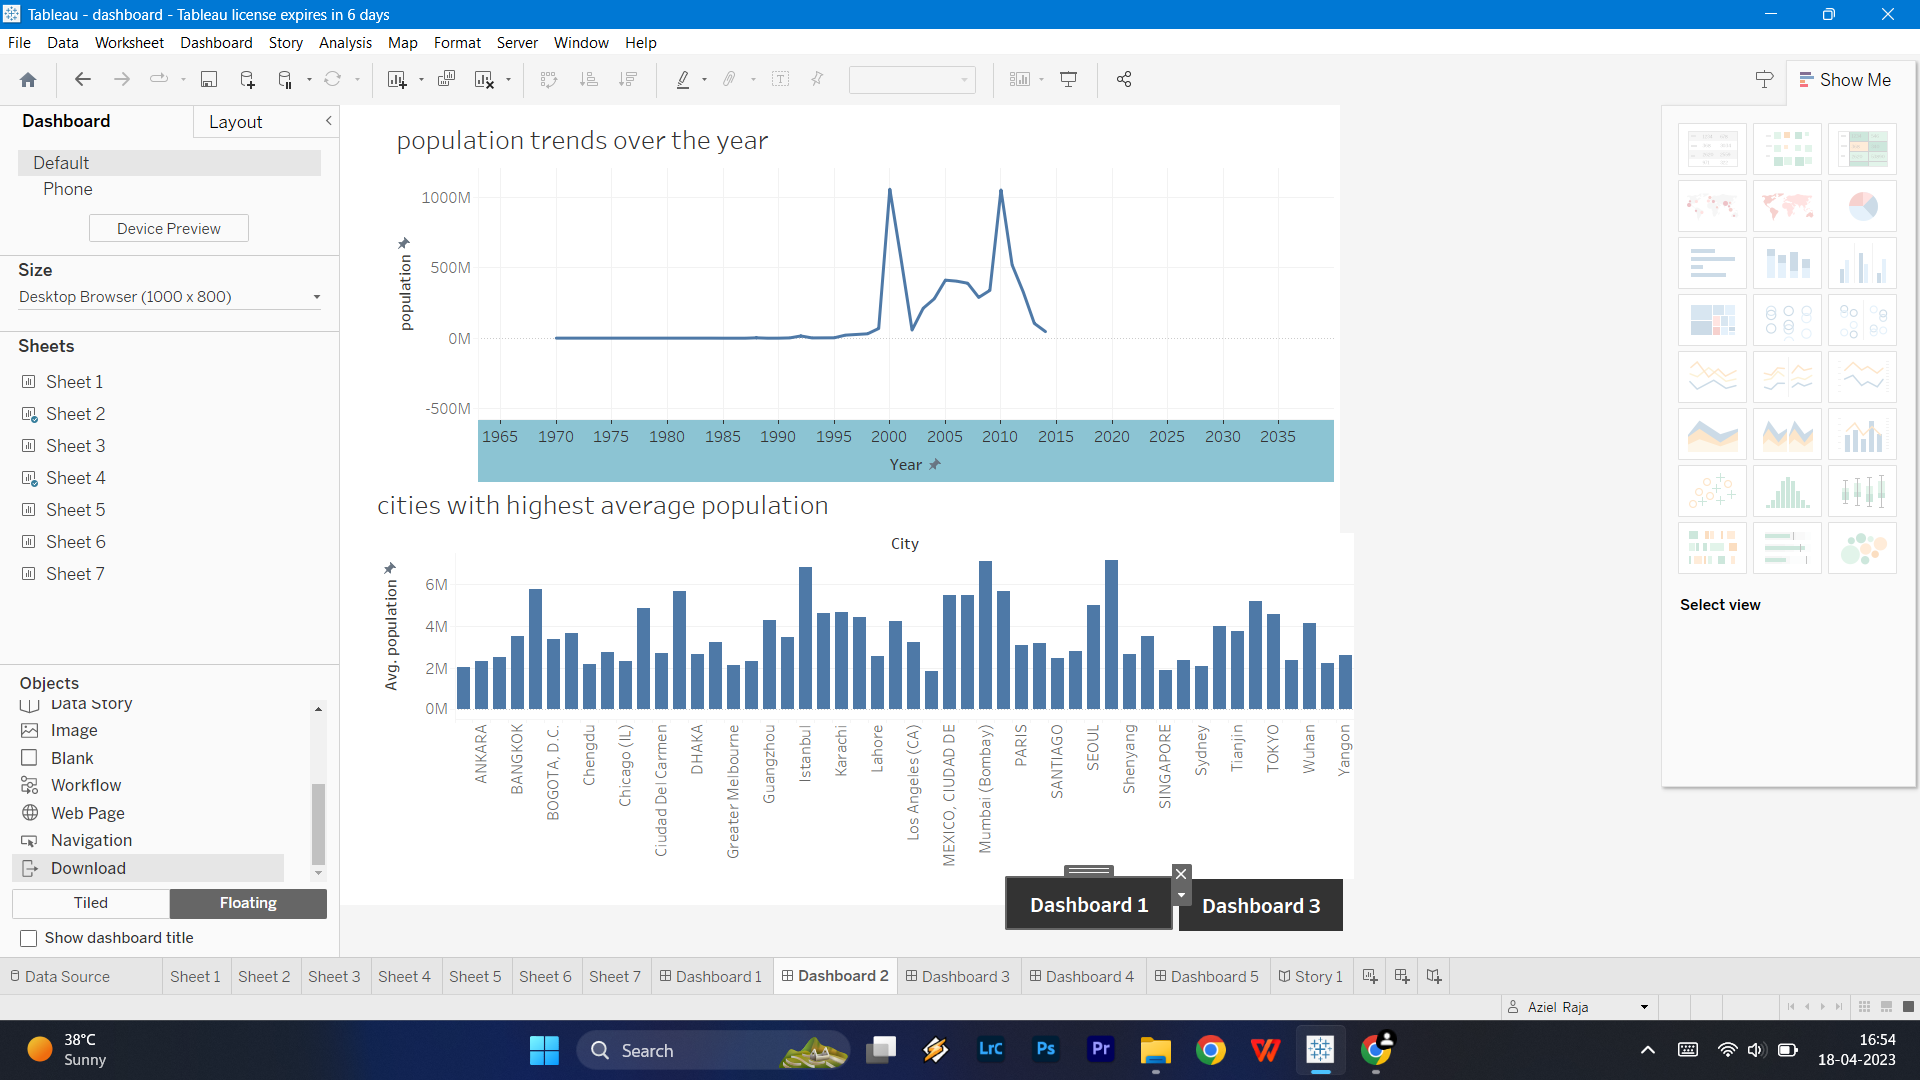 Tableau - dashboard - Tableau license expires in 6 days
File Data Worksheet Dashboard Story Analysis Map Format Server Window Help
Show Me
Dashboard
Layout
Default
Phone
Device Preview
Size
Desktop Browser (1000 x 800)
Sheets
Sheet 1
Sheet 2
Sheet 3
Sheet 4
Sheet 5
Sheet 6
Sheet 7
Objects
Data Story
Image
Blank
Workflow
Web Page
Navigation
Download
Tiled
Floating
Show dashboard title
population trends over the year
population
1000M
500M
0M
-500M
1965 1970 1975 1980 1985 1990 1995 2000 2005 2010 2015 2020 2025 2030 2035
Year
cities with highest average population
City
Avg. population
6M
4M
2M
0M
ANKARA
BANGKOK
BOGOTA, D.C.
Chengdu
Chicago (IL)
Ciudad Del Carmen
DHAKA
Greater Melbourne
Guangzhou
Istanbul
Karachi
Lahore
Los Angeles (CA)
MEXICO, CIUDAD DE
Mumbai (Bombay)
PARIS
SANTIAGO
SEOUL
Shenyang
SINGAPORE
Sydney
Tianjin
TOKYO
Wuhan
Yangon
Dashboard 1
Dashboard 3
Select view
Data Source Sheet 1 Sheet 2 Sheet 3 Sheet 4 Sheet 5 Sheet 6 Sheet 7 Dashboard 1 Dashboard 2 Dashboard 3 Dashboard 4 Dashboard 5 Story 1
Aziel Raja
38°C
Sunny
Search
LrC
Ps
Pr
16:54
18-04-2023